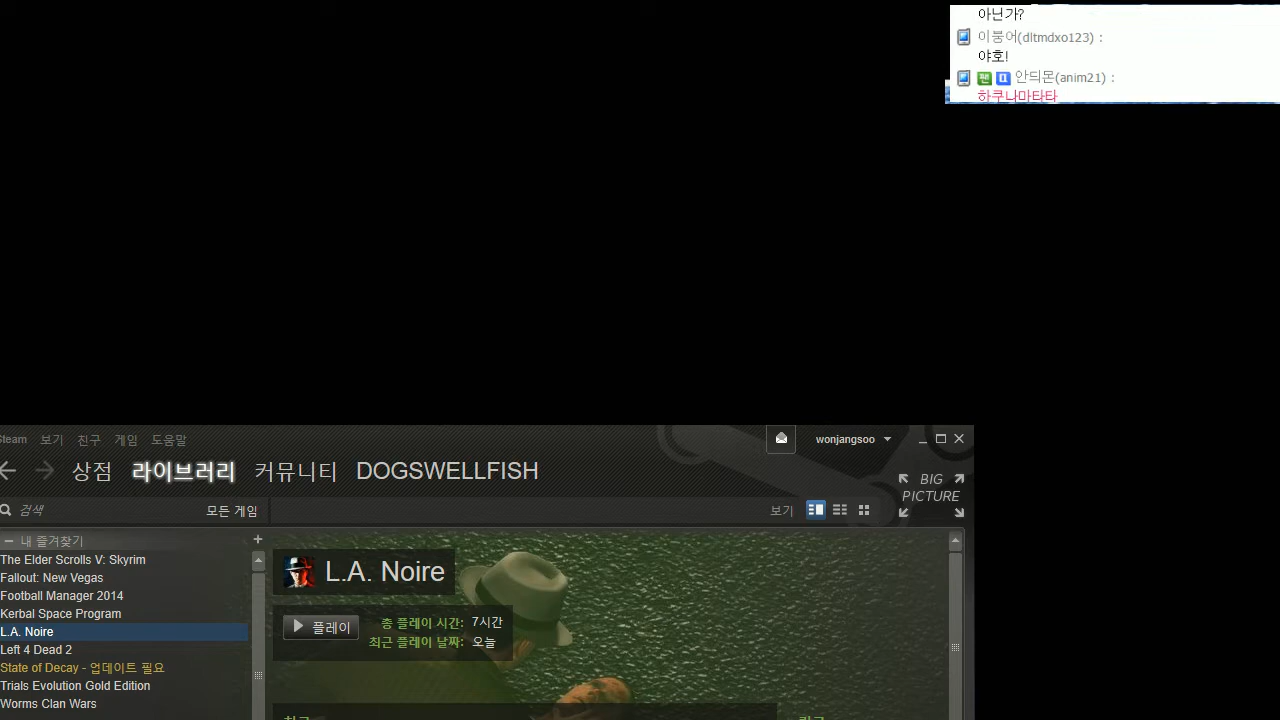 아닌가?
이붕어(dltmdxo123) :
야호!
팬 안듸몬(anim21) :
하쿠나마타타
Steam 보기 친구 게임 도움말
wonjangsoo
상점 라이브러리 커뮤니티 DOGSWELLFISH
BIG PICTURE
검색 모든 게임 보기
내 즐겨찾기
The Elder Scrolls V: Skyrim
Fallout: New Vegas
Football Manager 2014
Kerbal Space Program
L.A. Noire
Left 4 Dead 2
State of Decay - 업데이트 필요
Trials Evolution Gold Edition
Worms Clan Wars
L.A. Noire
플레이
총 플레이 시간: 7시간
최근 플레이 날짜: 오늘